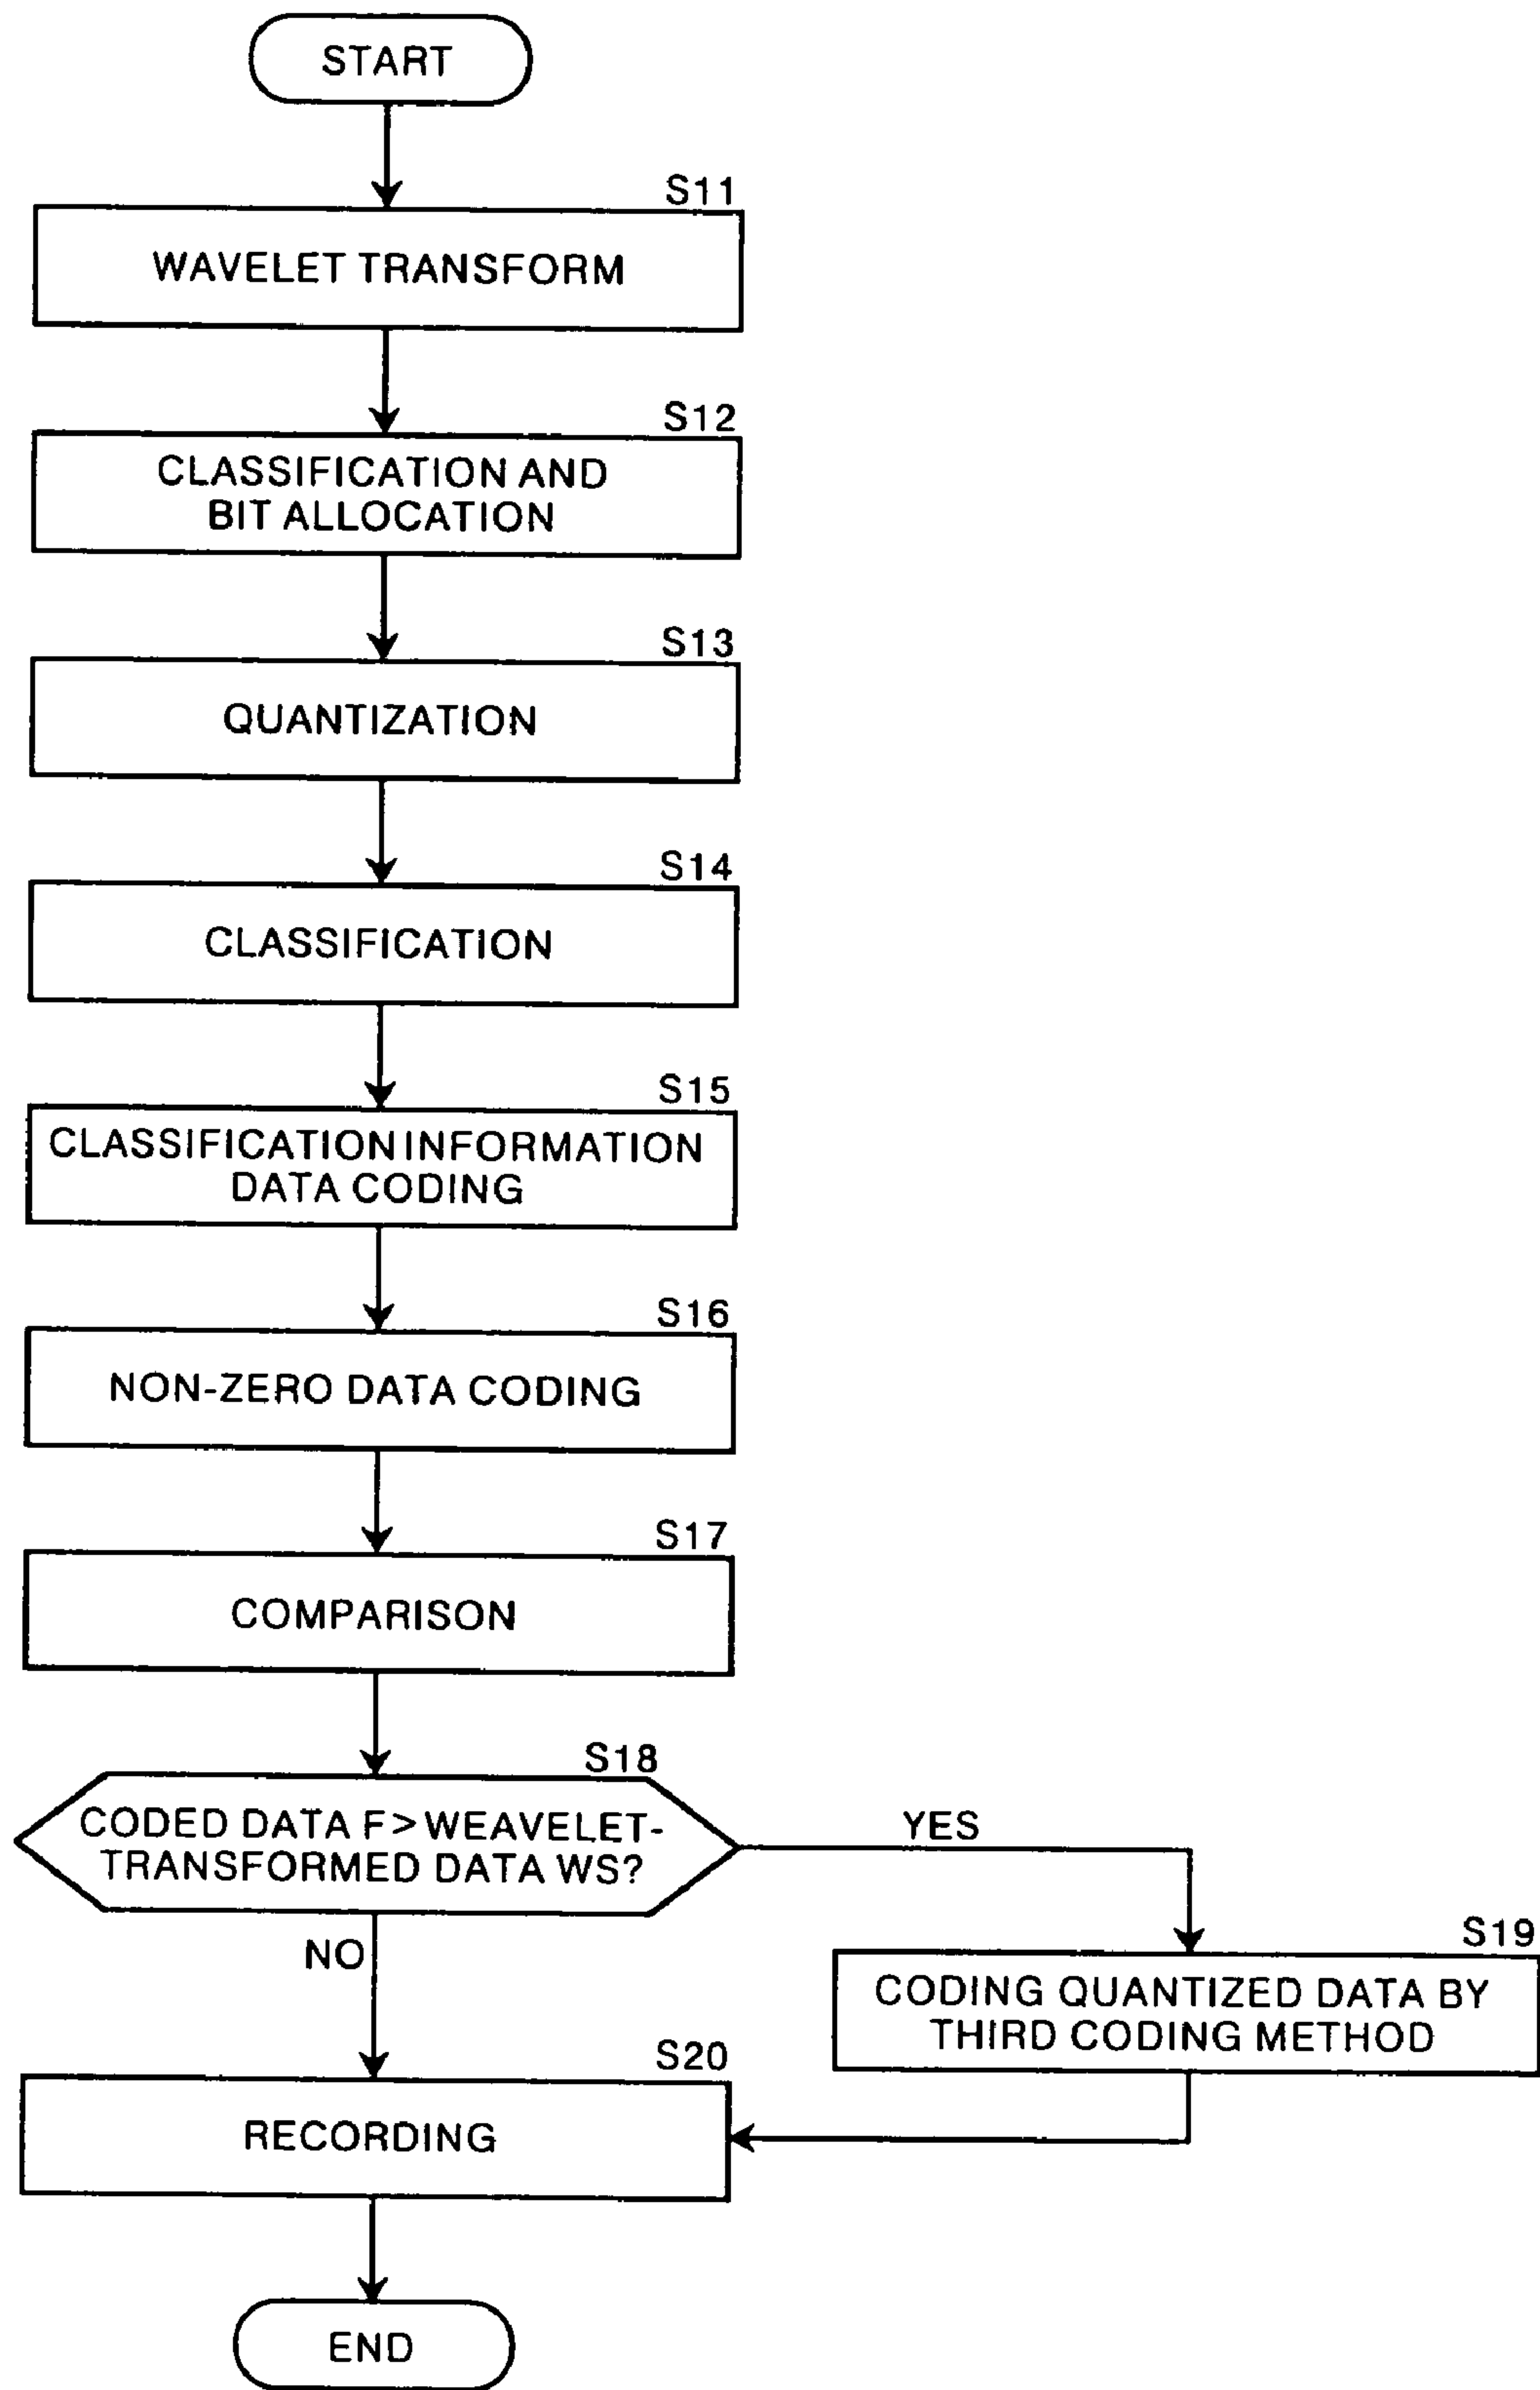 START
S11
WAVELET TRANSFORM
S12
CLASSIFICATION AND
BIT ALLOCATION
S13
QUANTIZATION
S14
CLASSIFICATION
S15
CLASSIFICATION INFORMATION
DATA CODING
S16
NON-ZERO DATA CODING
S17
COMPARISON
S18
CODED DATA F>WEAVELET-
TRANSFORMED DATA WS?
YES
NO
S19
CODING QUANTIZED DATA BY
THIRD CODING METHOD
S20
RECORDING
END